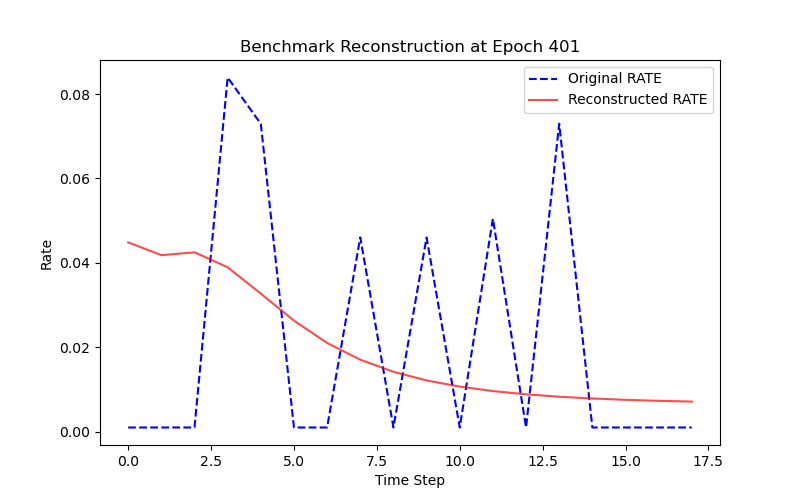 Benchmark Reconstruction at Epoch 401
Original RATE
Reconstructed RATE
0.08
0.06
0.04
0.02
0.00
Rate
0.0 2.5 5.0 7.5 10.0 12.5 15.0 17.5
Time Step